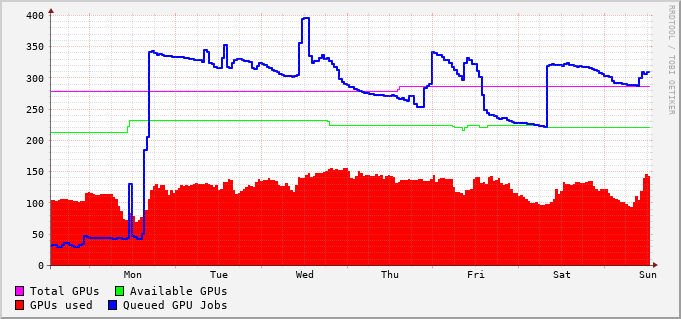 RRDTOOL / TOBI OETIKER
400
350
300
250
200
150
100
50
0
Mon Tue Wed Thu Fri Sat Sun
Total GPUs Available GPUs
GPUs used Queued GPU Jobs